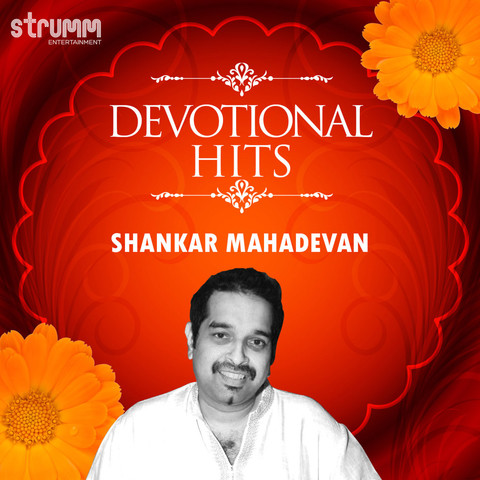 strumm
ENTERTAINMENT
DEVOTIONAL
HITS
SHANKAR MAHADEVAN